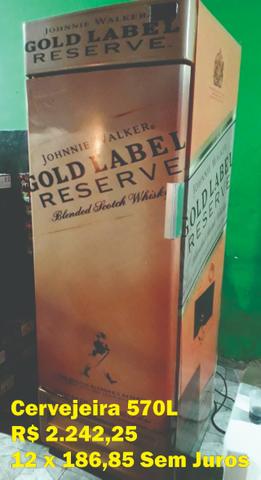 JOHNNIE WALKER
GOLD LABEL
RESERVE
JOHNNIE WALKER
GOLD LABEL
RESERVE
Blended Scotch Whisky
GOLD LABEL
RESERVE
Cervejeira 570L
R$ 2.242,25
12 x 186,85 Sem Juros